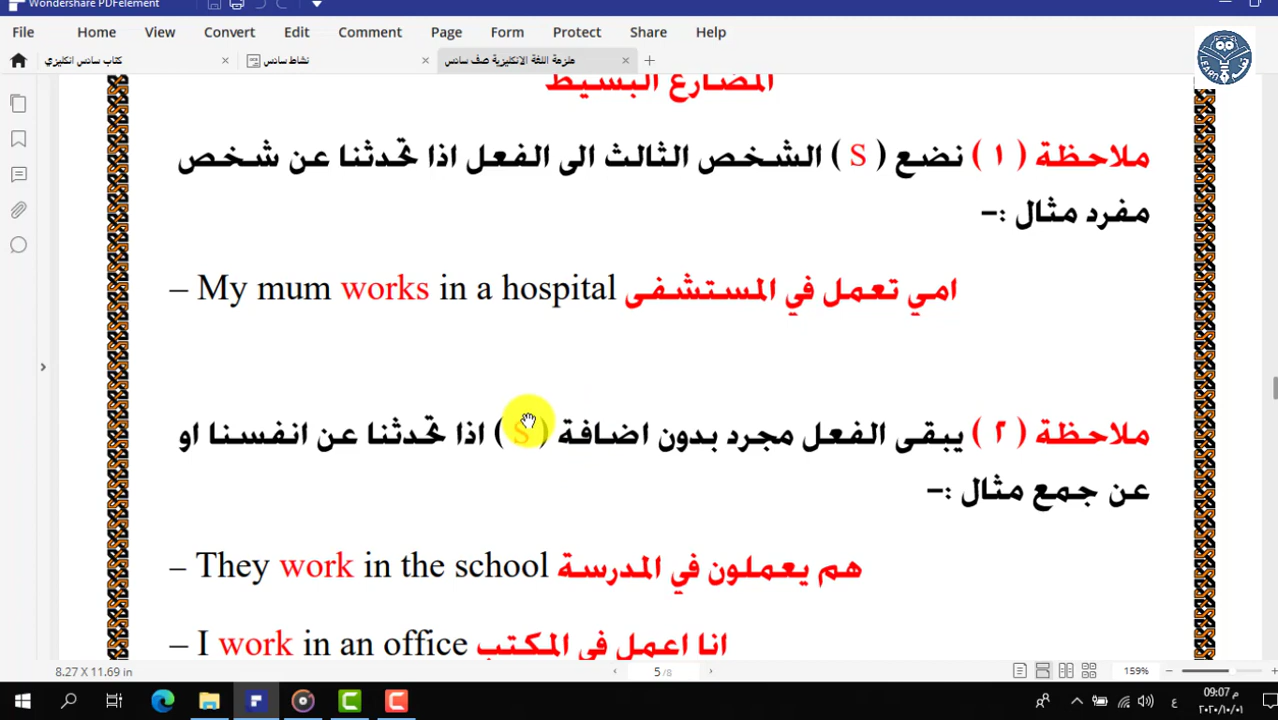 Wondershare PDFelement
File Home View Convert Edit Comment Page Form Protect Share Help
كتاب سادس انكليزي
نشاط سادس
ملزمة اللغة الانكليزية صف سادس
المضارع البسيط
ملاحظة ( ١ ) نضع ( S ) الشخص الثالث الى الفعل اذا تحدثنا عن شخص
مفرد مثال :-
– My mum works in a hospital امي تعمل في المستشفى
ملاحظة ( ٢ ) يبقى الفعل مجرد بدون اضافة ( S ) اذا تحدثنا عن انفسنا او
عن جمع مثال :-
– They work in the school هم يعملون في المدرسة
– I work in an office انا اعمل في المكتب
8.27 X 11.69 in
5/8
159%
09:07 م
٢٠٢٠/١٠/٠١